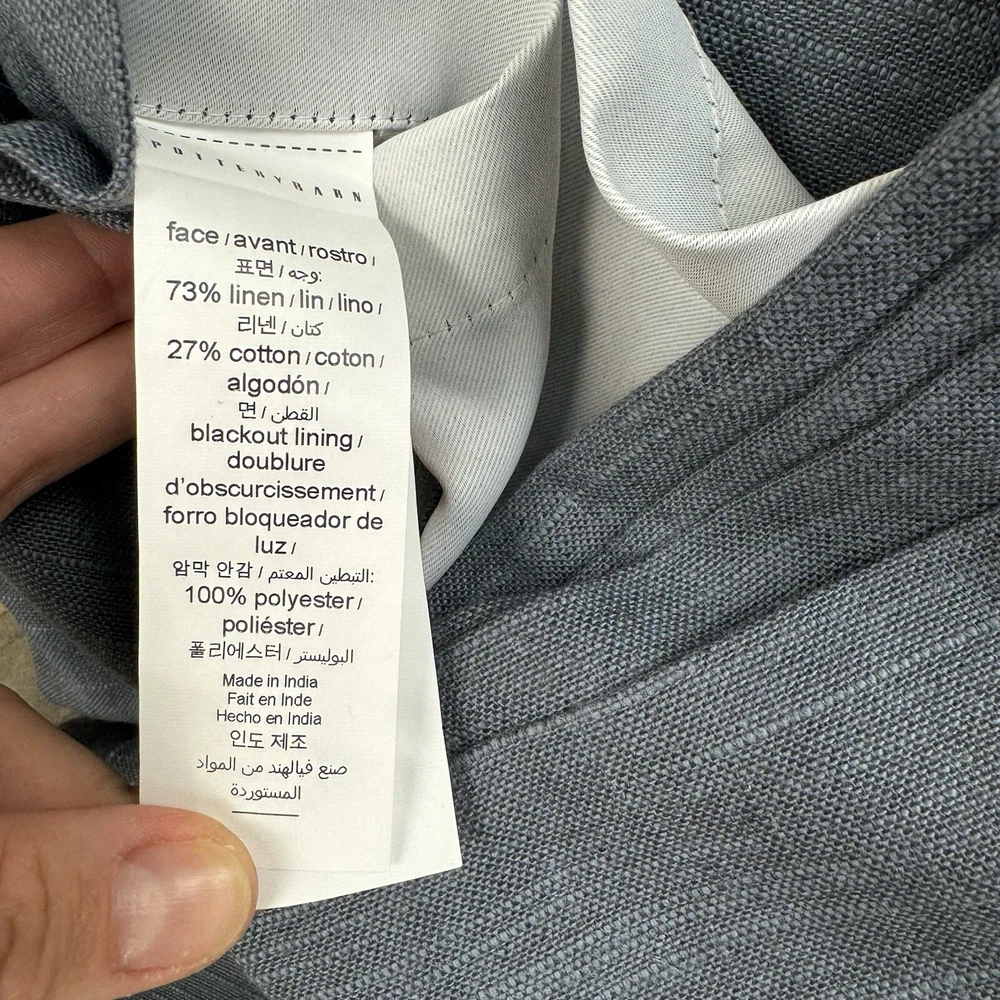 POTTERYBARN
face / avant / rostro /
표면 / وجه:
73% linen / lin / lino /
리넨 / كتان
27% cotton / coton /
algodón /
면 / القطن
blackout lining /
doublure
d'obscurcissement /
forro bloqueador de
luz /
암막 안감 / التبطين المعتم:
100% polyester /
poliéster /
폴리에스터 / البوليستر
Made in India
Fait en Inde
Hecho en India
인도 제조
صنع فيالهند من المواد
المستوردة